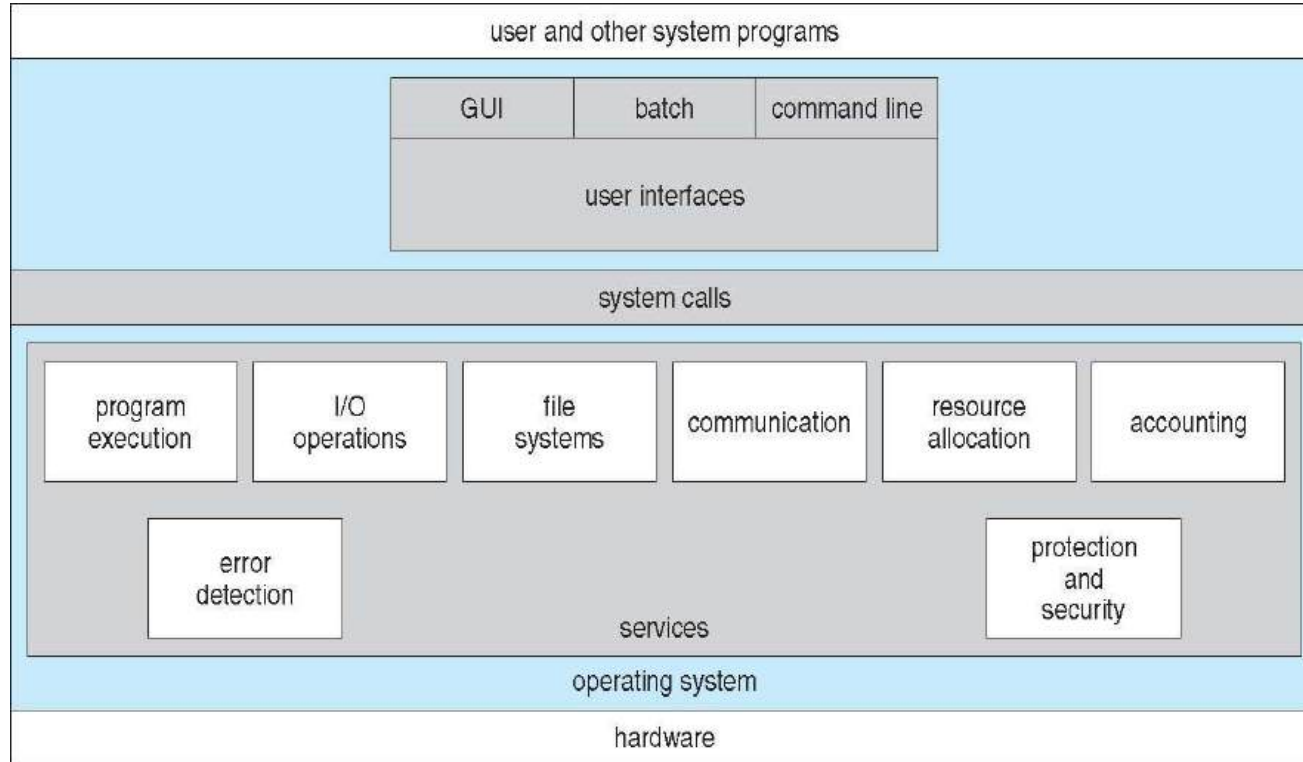 user and other system programs
GUI
batch
command line
user interfaces
system calls
program
execution
I/O
operations
file
systems
communication
resource
allocation
accounting
error
detection
protection
and
security
services
operating system
hardware